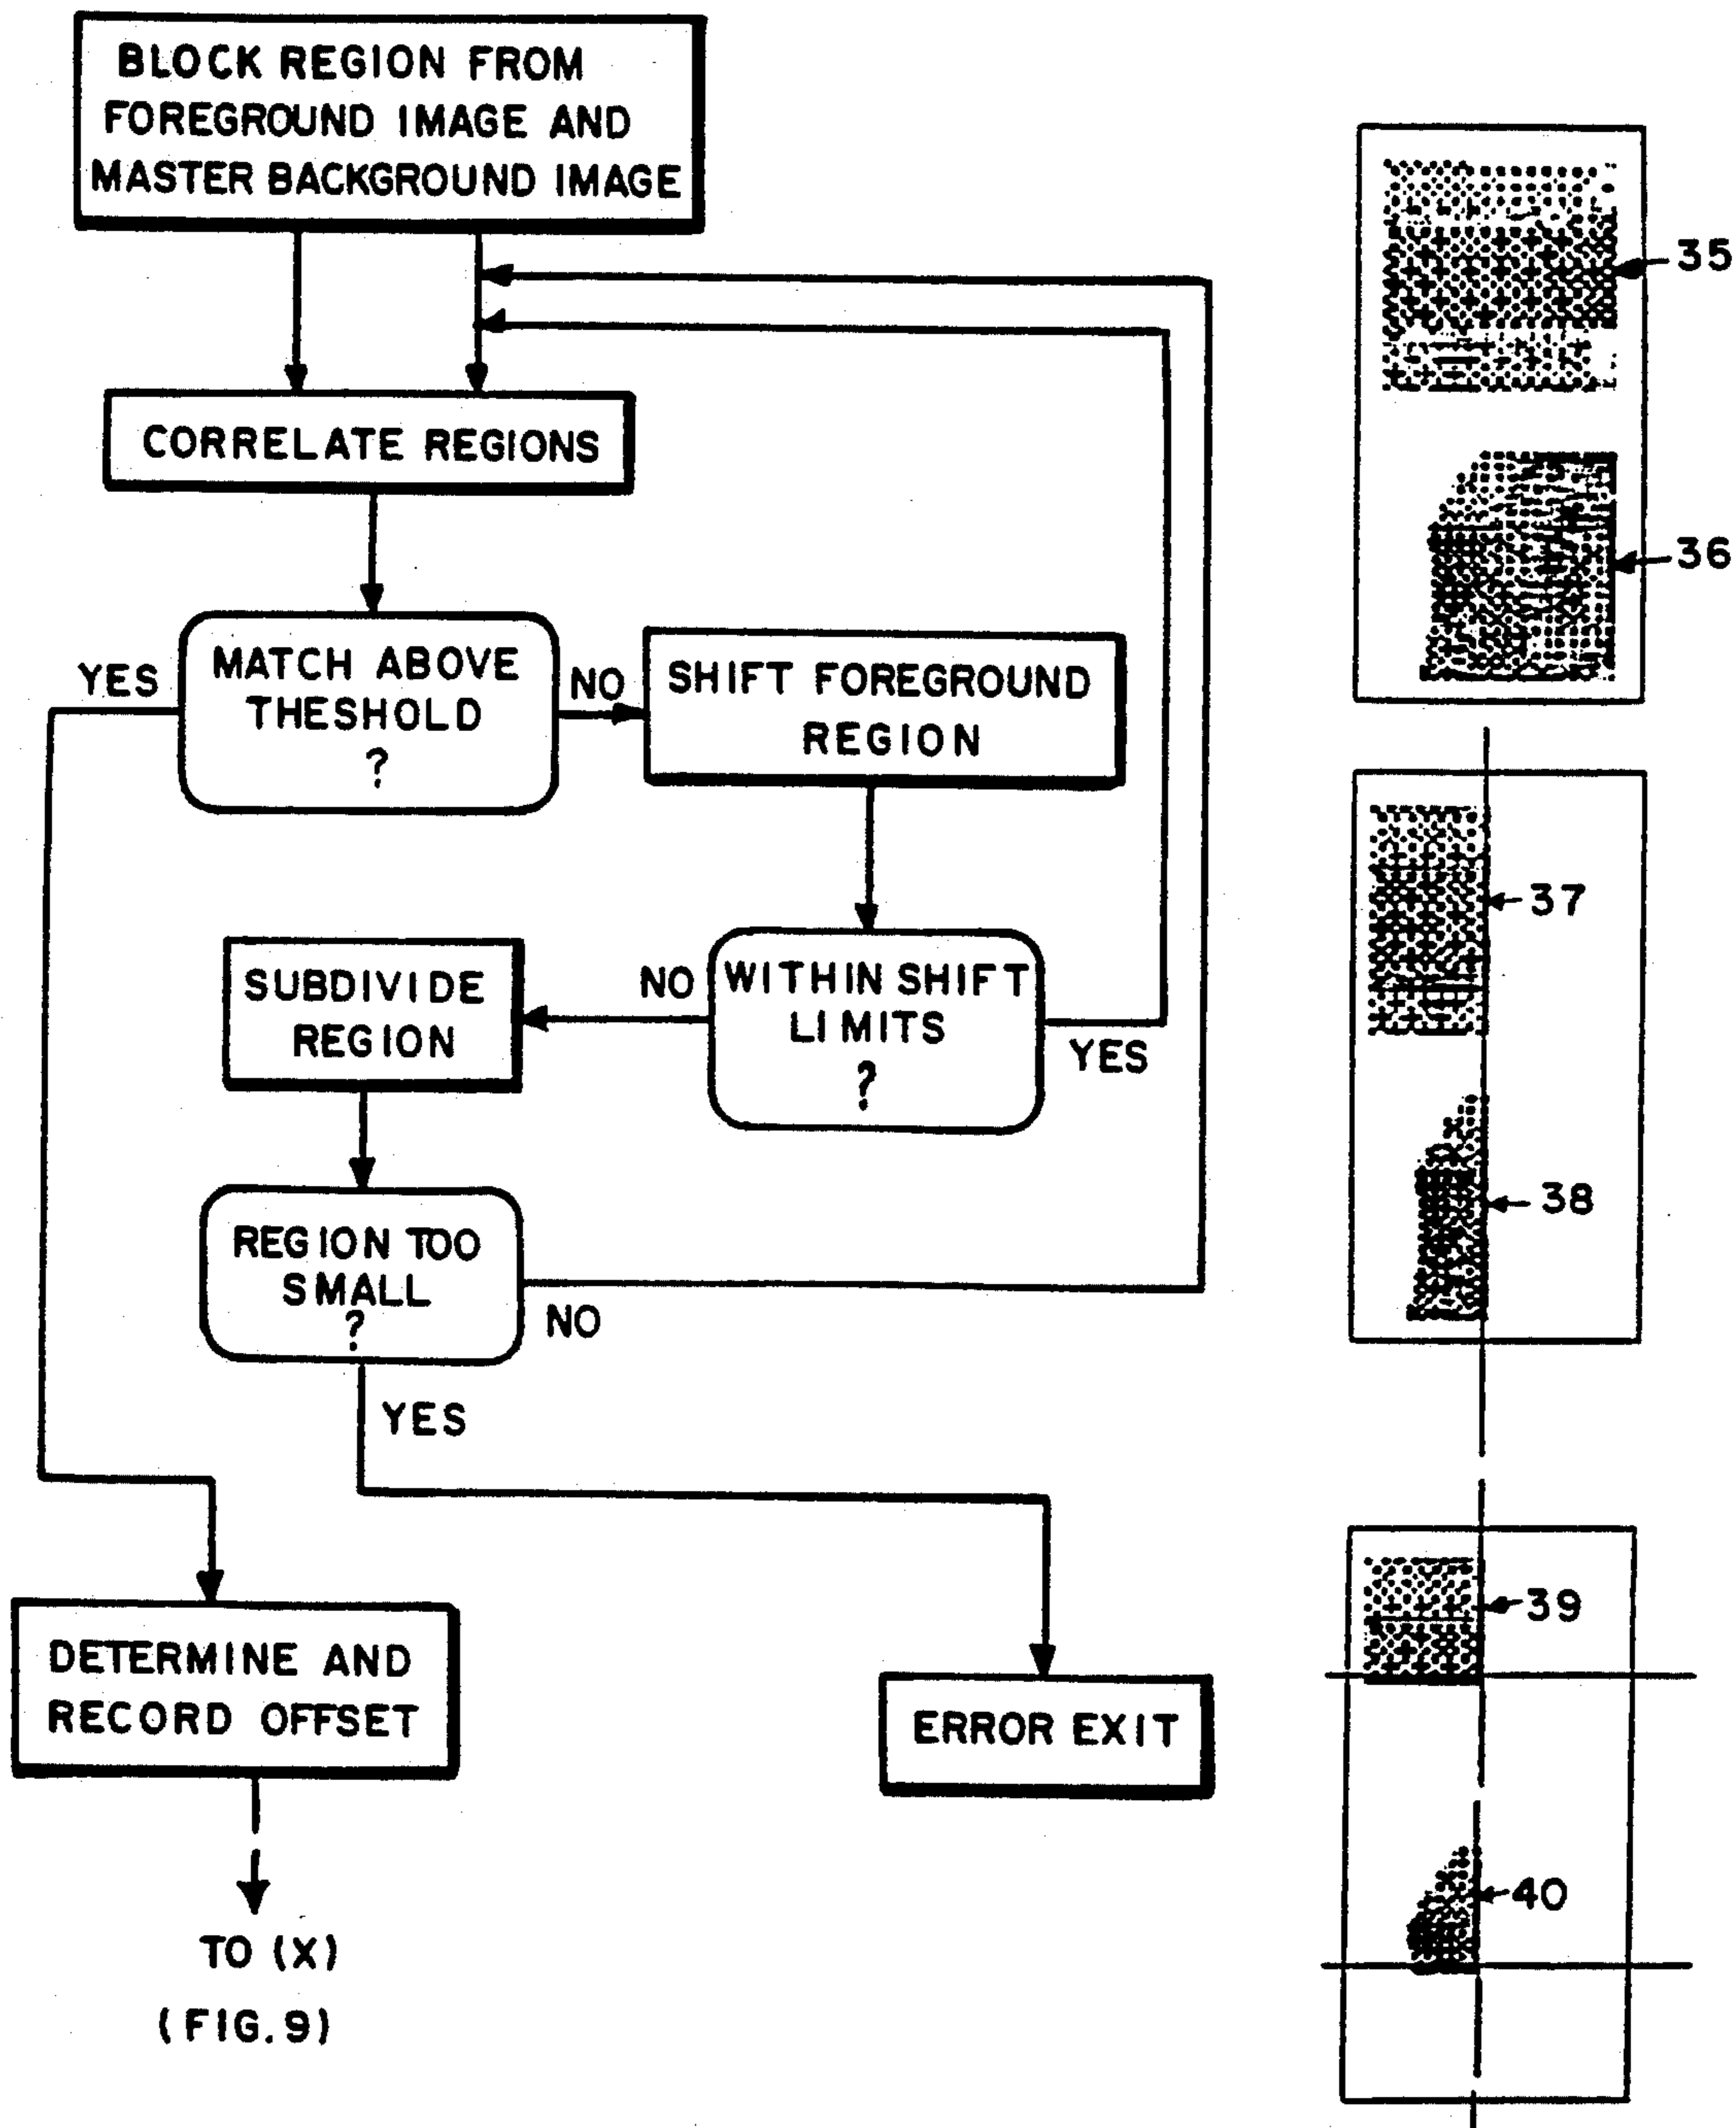 BLOCK REGION FROM
FOREGROUND IMAGE AND
MASTER BACKGROUND IMAGE
CORRELATE REGIONS
YES
MATCH ABOVE
THESHOLD
?
NO
SHIFT FOREGROUND
REGION
SUBDIVIDE
REGION
NO
WITHIN SHIFT
LIMITS
?
YES
REGION TOO
SMALL
?
NO
YES
DETERMINE AND
RECORD OFFSET
ERROR EXIT
TO (X)
(FIG.9)
35
36
37
38
39
40